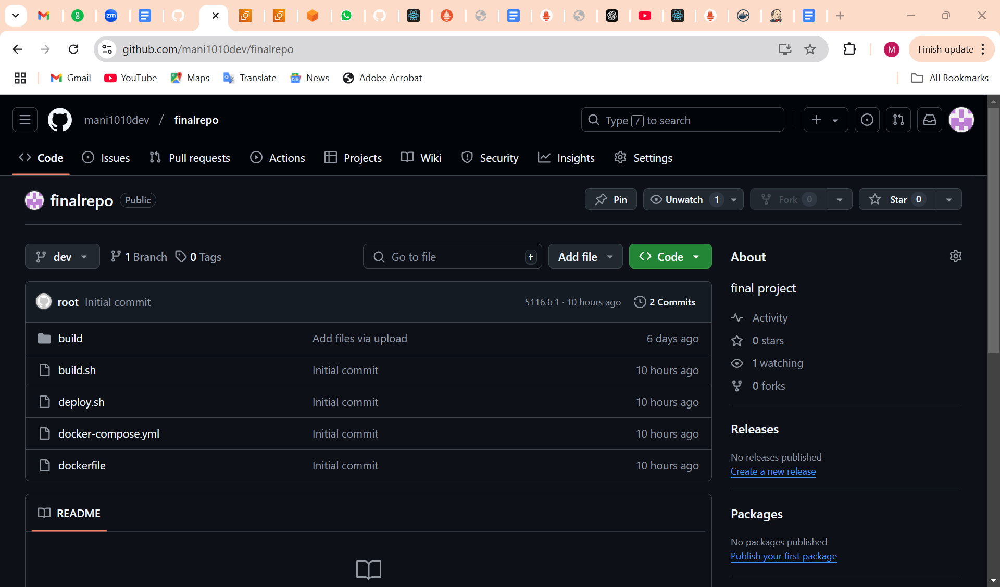 zm
github.com/mani1010dev/finalrepo
M
Finish update
Gmail
YouTube
Maps
Translate
News
Adobe Acrobat
All Bookmarks
mani1010dev / finalrepo
Type / to search
Code
Issues
Pull requests
Actions
Projects
Wiki
Security
Insights
Settings
finalrepo Public
Pin
Unwatch 1
Fork 0
Star 0
dev
1 Branch
0 Tags
Go to file t
Add file
Code
root Initial commit 51163c1 · 10 hours ago 2 Commits
build Add files via upload 6 days ago
build.sh Initial commit 10 hours ago
deploy.sh Initial commit 10 hours ago
docker-compose.yml Initial commit 10 hours ago
dockerfile Initial commit 10 hours ago
README
About
final project
Activity
0 stars
1 watching
0 forks
Releases
No releases published
Create a new release
Packages
No packages published
Publish your first package